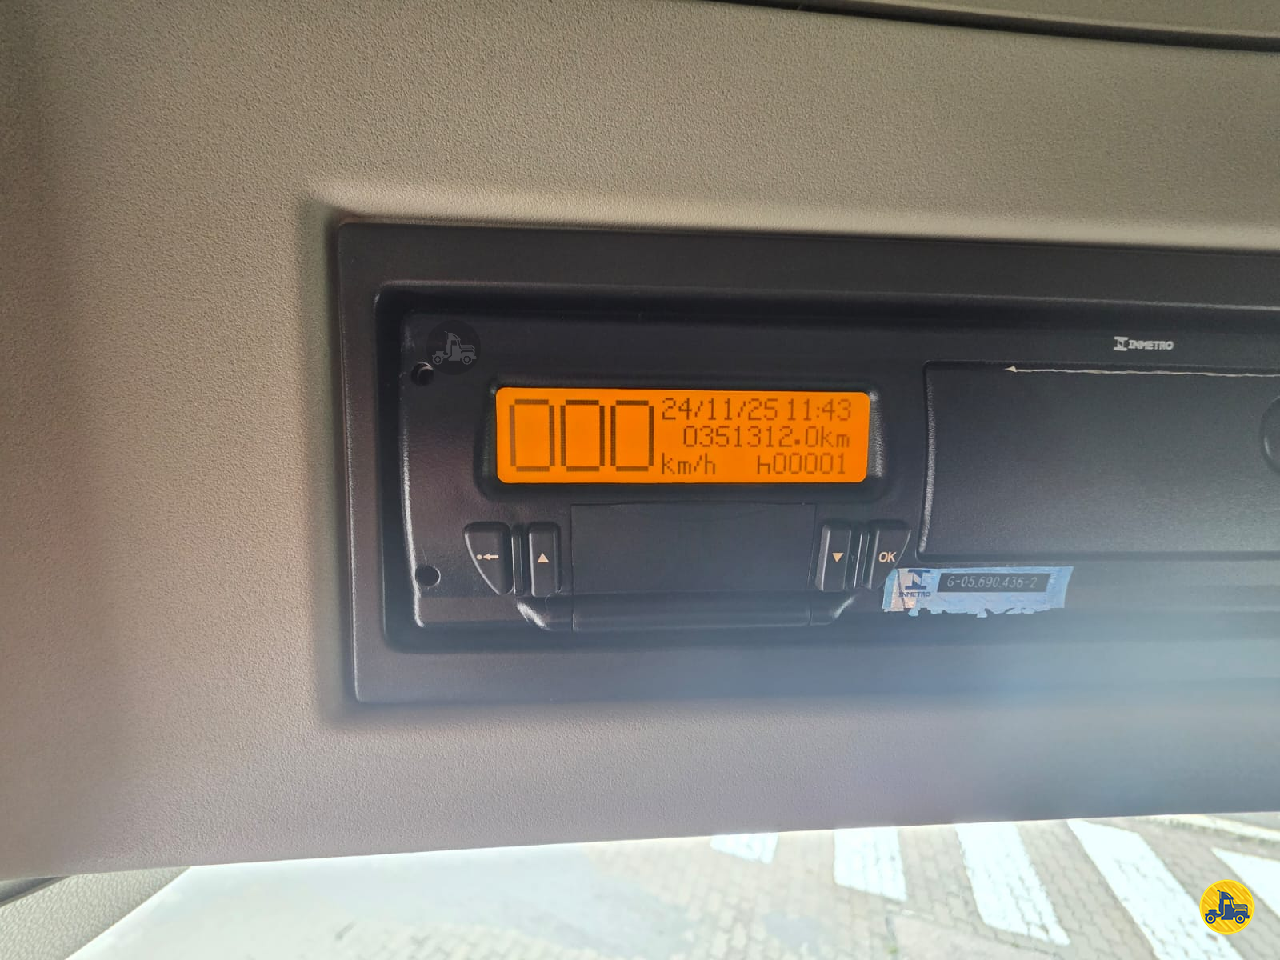 INMETRO
000 24/11/25 11:43
0351312.0km
km/h h00001
OK
INMETRO G-05.690.436-2